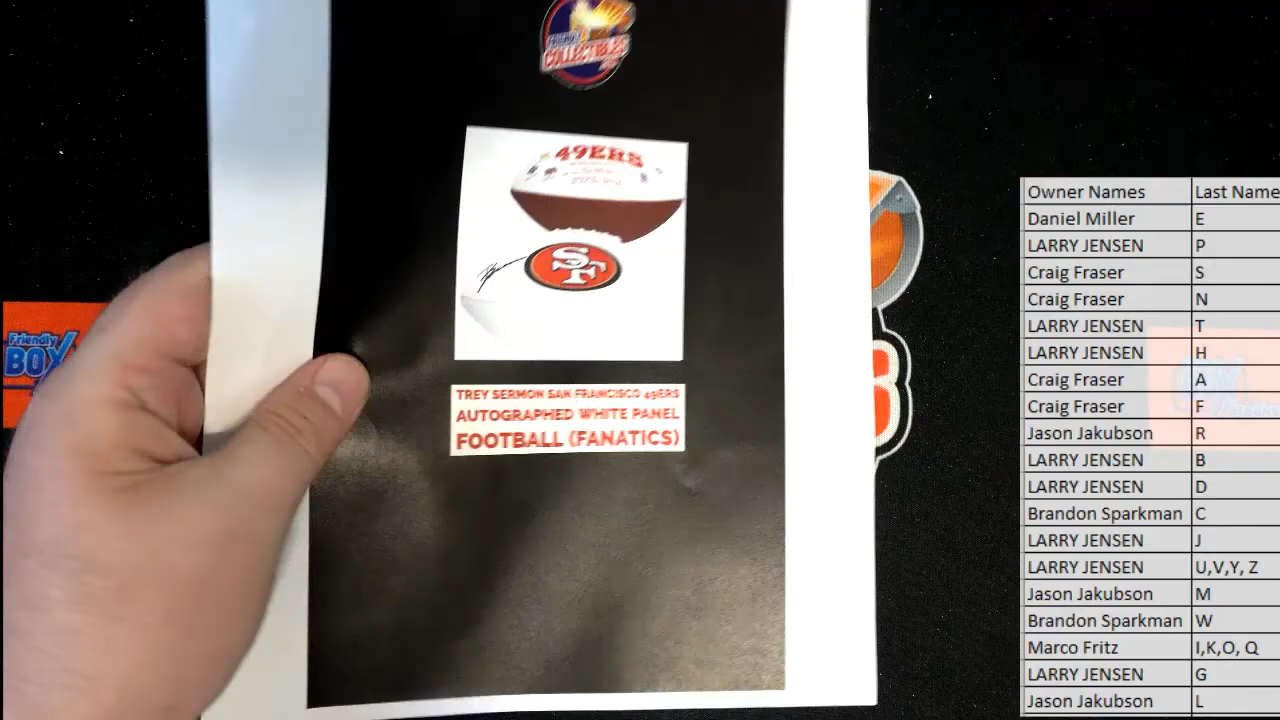 COLLECTIBLES
49ERS
SF
TREY SERMON SAN FRANCISCO 49ERS
AUTOGRAPHED WHITE PANEL
FOOTBALL (FANATICS)
Friendly
BOX
Owner Names Last Name
Daniel Miller E
LARRY JENSEN P
Craig Fraser S
Craig Fraser N
LARRY JENSEN T
LARRY JENSEN H
Craig Fraser A
Craig Fraser F
Jason Jakubson R
LARRY JENSEN B
LARRY JENSEN D
Brandon Sparkman C
LARRY JENSEN J
LARRY JENSEN U,V,Y, Z
Jason Jakubson M
Brandon Sparkman W
Marco Fritz I,K,O, Q
LARRY JENSEN G
Jason Jakubson L